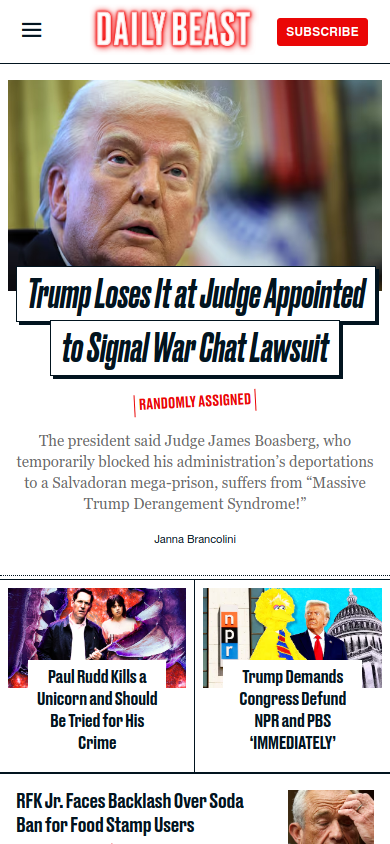 DAILY BEAST
SUBSCRIBE
Trump Loses It at Judge Appointed
to Signal War Chat Lawsuit
RANDOMLY ASSIGNED
The president said Judge James Boasberg, who
temporarily blocked his administration’s deportations
to a Salvadoran mega-prison, suffers from “Massive
Trump Derangement Syndrome!”
Janna Brancolini
n
p
r
Paul Rudd Kills a
Unicorn and Should
Be Tried for His
Crime
Trump Demands
Congress Defund
NPR and PBS
‘IMMEDIATELY’
RFK Jr. Faces Backlash Over Soda
Ban for Food Stamp Users